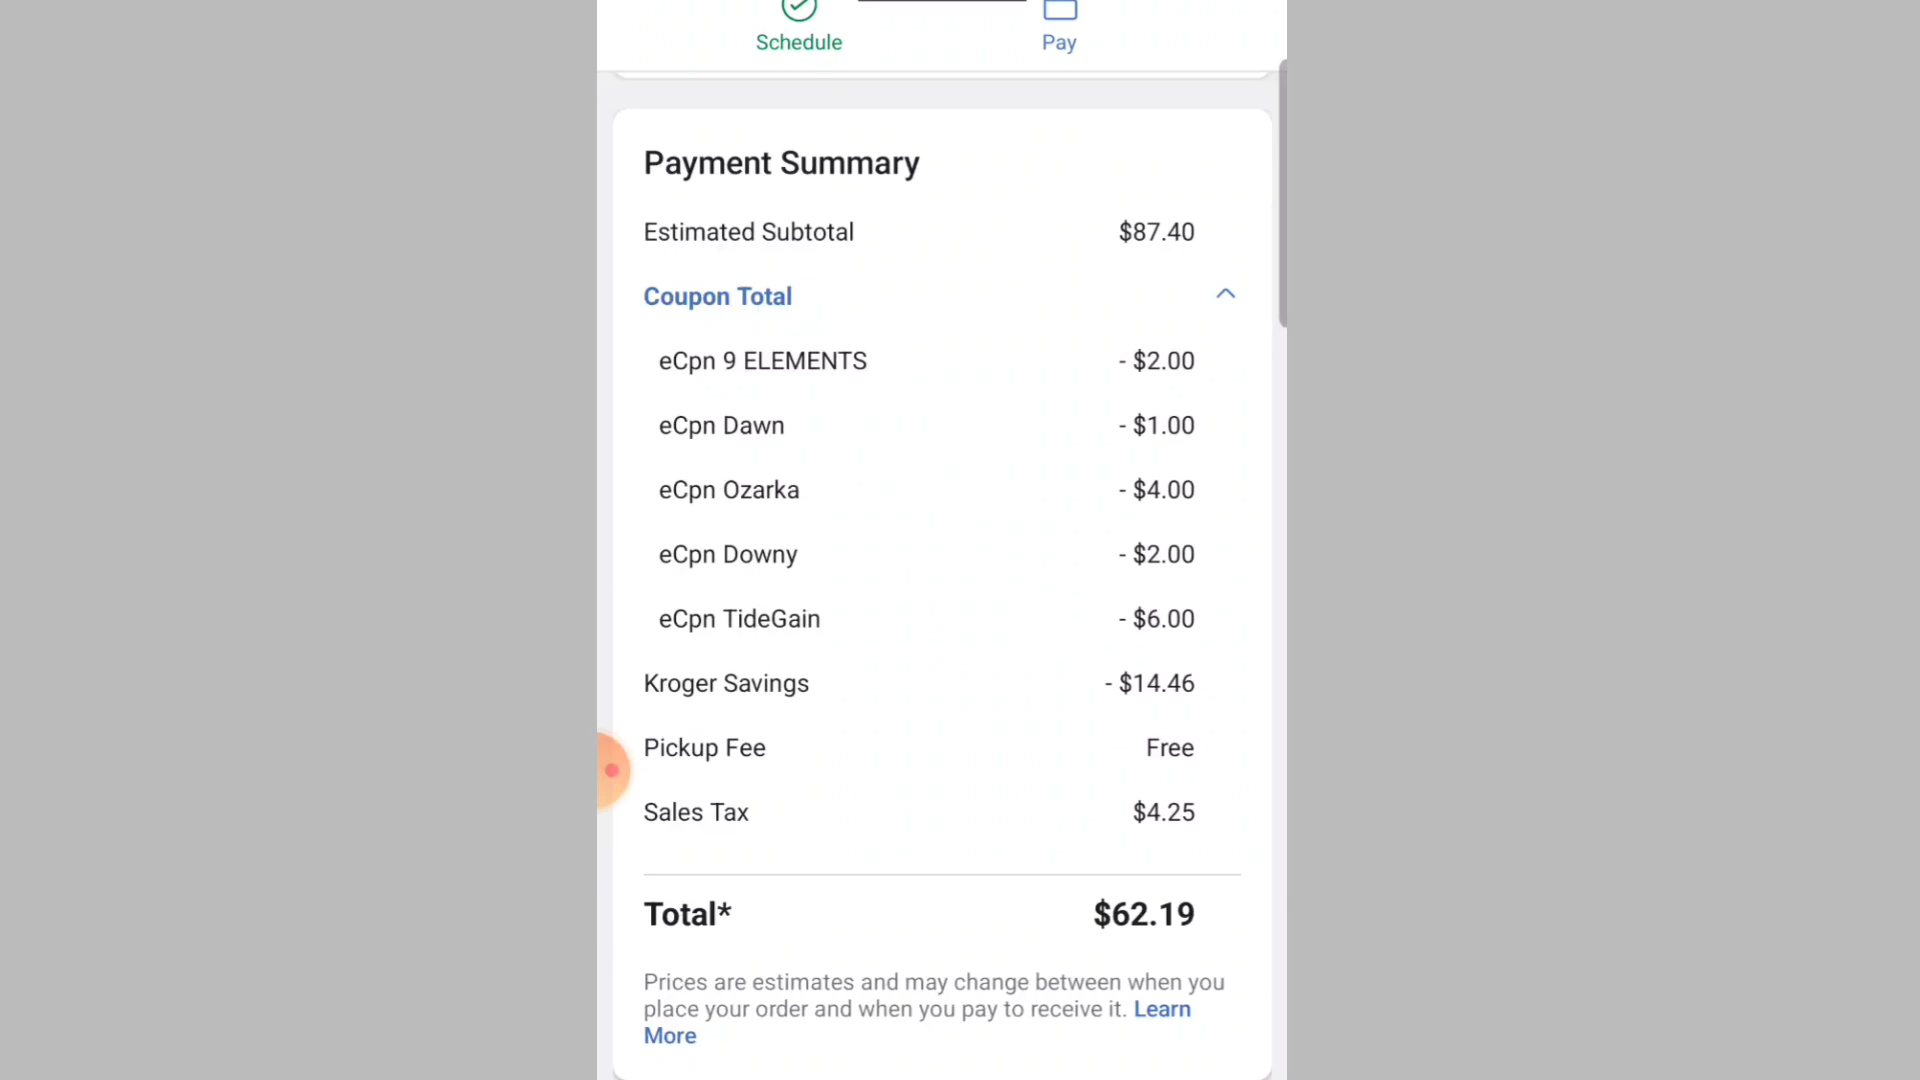 Schedule
Pay
Payment Summary
Estimated Subtotal $87.40
Coupon Total
eCpn 9 ELEMENTS - $2.00
eCpn Dawn - $1.00
eCpn Ozarka - $4.00
eCpn Downy - $2.00
eCpn TideGain - $6.00
Kroger Savings - $14.46
Pickup Fee Free
Sales Tax $4.25
Total* $62.19
Prices are estimates and may change between when you
place your order and when you pay to receive it. Learn
More